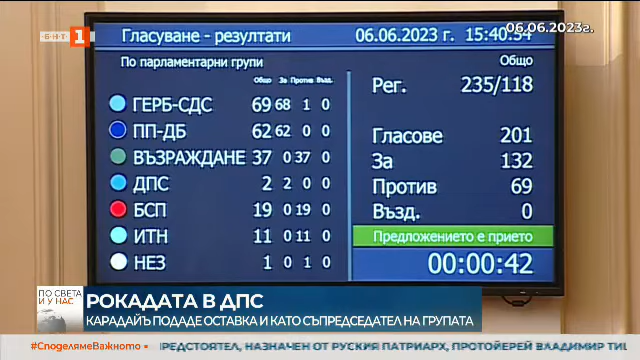 БНТ 1
06.06.2023г.
Гласуване - резултати 06.06.2023 г. 15:40:54
По парламентарни групи Общо
Общо За Против Възд.
ГЕРБ-СДС 69 68 1 0
ПП-ДБ 62 62 0 0
ВЪЗРАЖДАНЕ 37 0 37 0
ДПС 2 2 0 0
БСП 19 0 19 0
ИТН 11 0 11 0
НЕЗ 1 0 1 0
Рег. 235/118
Гласове 201
За 132
Против 69
Възд. 0
Предложението е прието
00:00:42
ПО СВЕТА
И У НАС
РОКАДАТА В ДПС
КАРАДАЙЪ ПОДАДЕ ОСТАВКА И КАТО СЪПРЕДСЕДАТЕЛ НА ГРУПАТА
#СподелямеВажното • РЕДСТОЯТЕЛ, НАЗНАЧЕН ОТ РУСКИЯ ПАТРИАРХ, ПРОТОЙЕРЕЙ ВЛАДИМИР